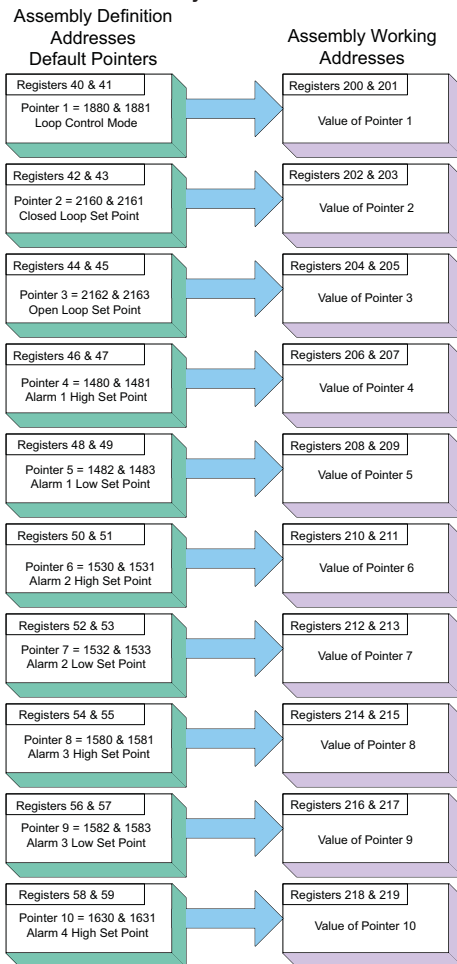 Assembly Definition
Addresses
Default Pointers
Assembly Working
Addresses
Registers 40 & 41
Pointer 1 = 1880 & 1881
Loop Control Mode
Registers 200 & 201
Value of Pointer 1
Registers 42 & 43
Pointer 2 = 2160 & 2161
Closed Loop Set Point
Registers 202 & 203
Value of Pointer 2
Registers 44 & 45
Pointer 3 = 2162 & 2163
Open Loop Set Point
Registers 204 & 205
Value of Pointer 3
Registers 46 & 47
Pointer 4 = 1480 & 1481
Alarm 1 High Set Point
Registers 206 & 207
Value of Pointer 4
Registers 48 & 49
Pointer 5 = 1482 & 1483
Alarm 1 Low Set Point
Registers 208 & 209
Value of Pointer 5
Registers 50 & 51
Pointer 6 = 1530 & 1531
Alarm 2 High Set Point
Registers 210 & 211
Value of Pointer 6
Registers 52 & 53
Pointer 7 = 1532 & 1533
Alarm 2 Low Set Point
Registers 212 & 213
Value of Pointer 7
Registers 54 & 55
Pointer 8 = 1580 & 1581
Alarm 3 High Set Point
Registers 214 & 215
Value of Pointer 8
Registers 56 & 57
Pointer 9 = 1582 & 1583
Alarm 3 Low Set Point
Registers 216 & 217
Value of Pointer 9
Registers 58 & 59
Pointer 10 = 1630 & 1631
Alarm 4 High Set Point
Registers 218 & 219
Value of Pointer 10